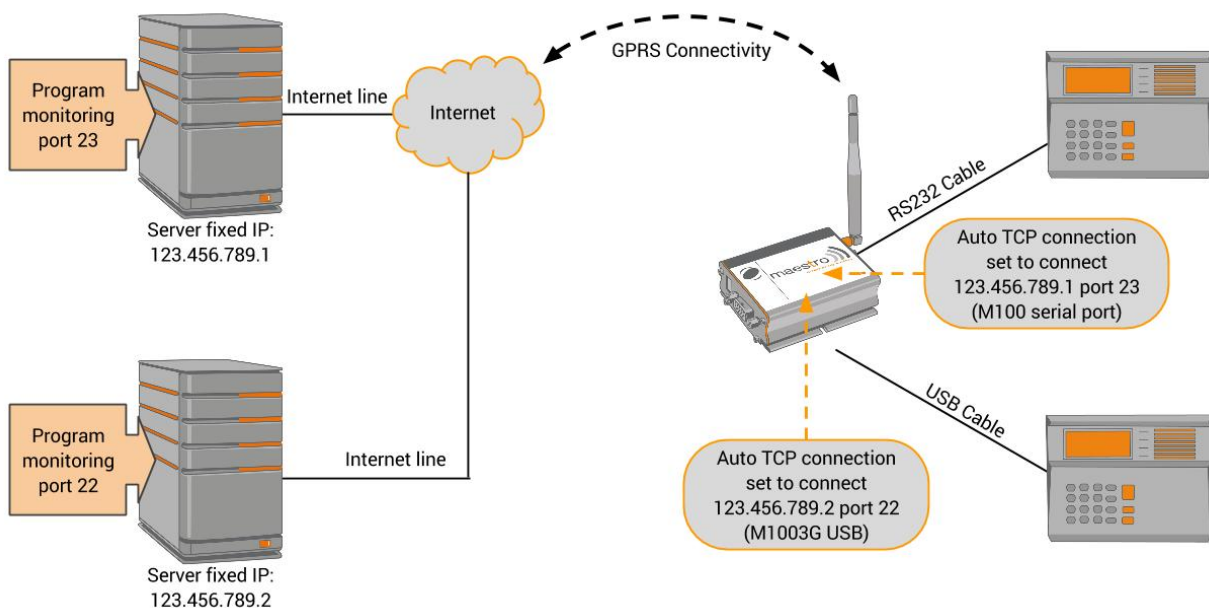 Program
monitoring
port 23
Internet line
Server fixed IP:
123.456.789.1
Internet
GPRS Connectivity
RS232 Cable
maestro
Auto TCP connection
set to connect
123.456.789.1 port 23
(M100 serial port)
Program
monitoring
port 22
Internet line
Server fixed IP:
123.456.789.2
Auto TCP connection
set to connect
123.456.789.2 port 22
(M1003G USB)
USB Cable